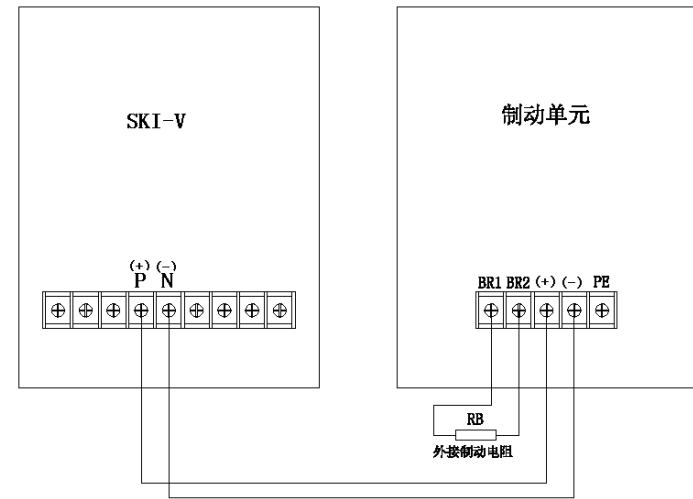 SKI-V
制动单元
(+) (-)
P N
BR1 BR2 (+) (-) PE
RB
外接制动电阻